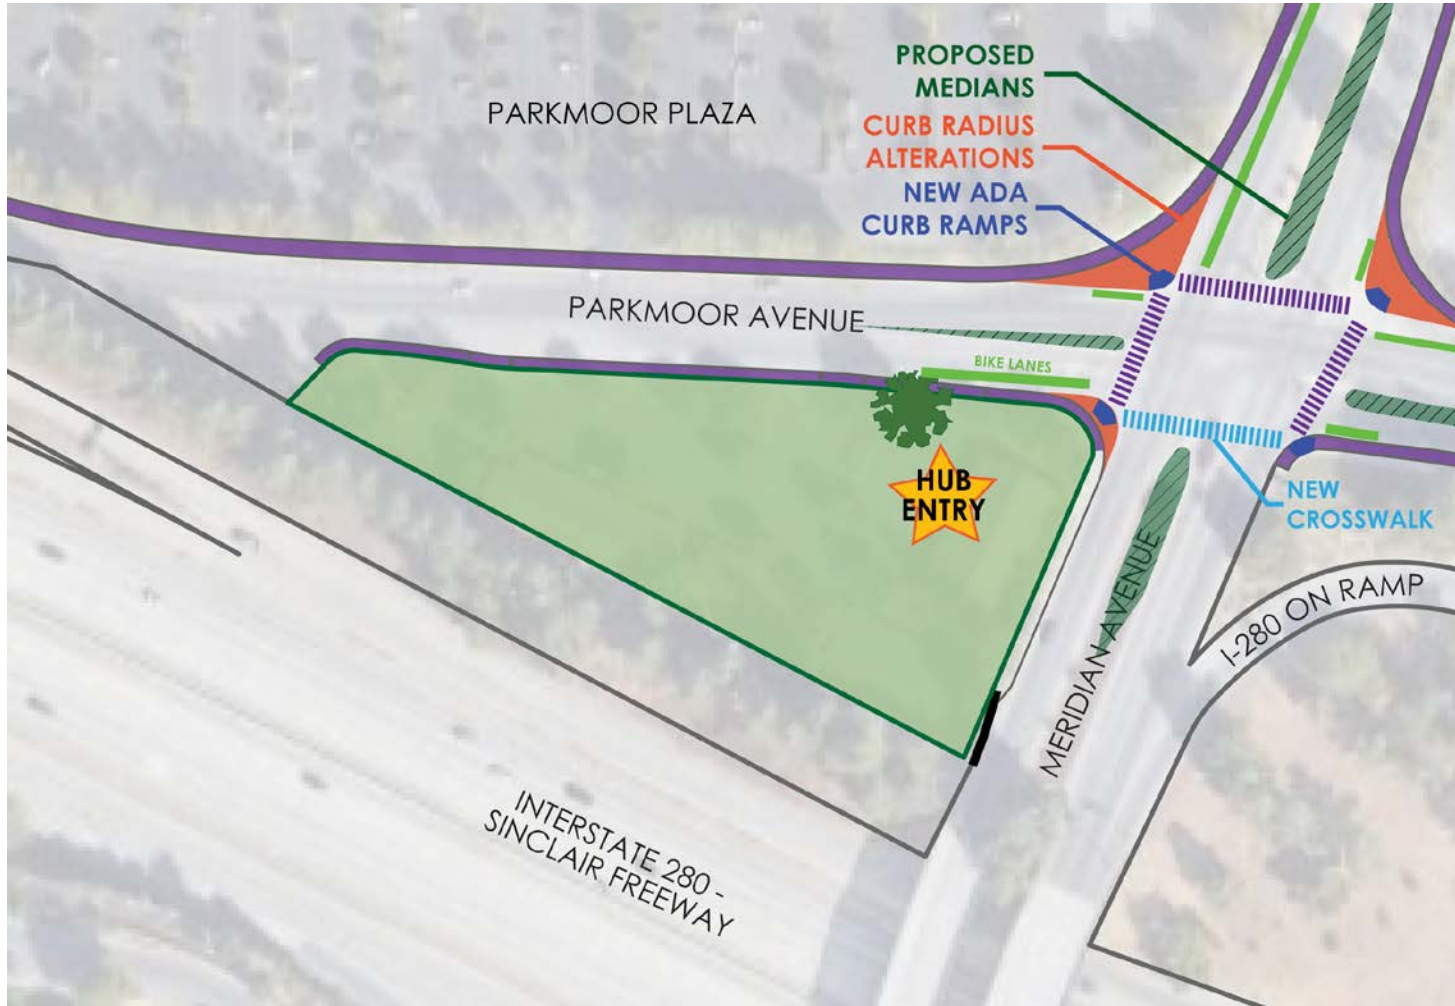 PROPOSED
MEDIANS
PARKMOOR PLAZA
CURB RADIUS
ALTERATIONS
NEW ADA
CURB RAMPS
PARKMOOR AVENUE
BIKE LANES
HUB
ENTRY
NEW
CROSSWALK
MERIDIAN AVENUE
I-280 ON RAMP
INTERSTATE 280 -
SINCLAIR FREEWAY